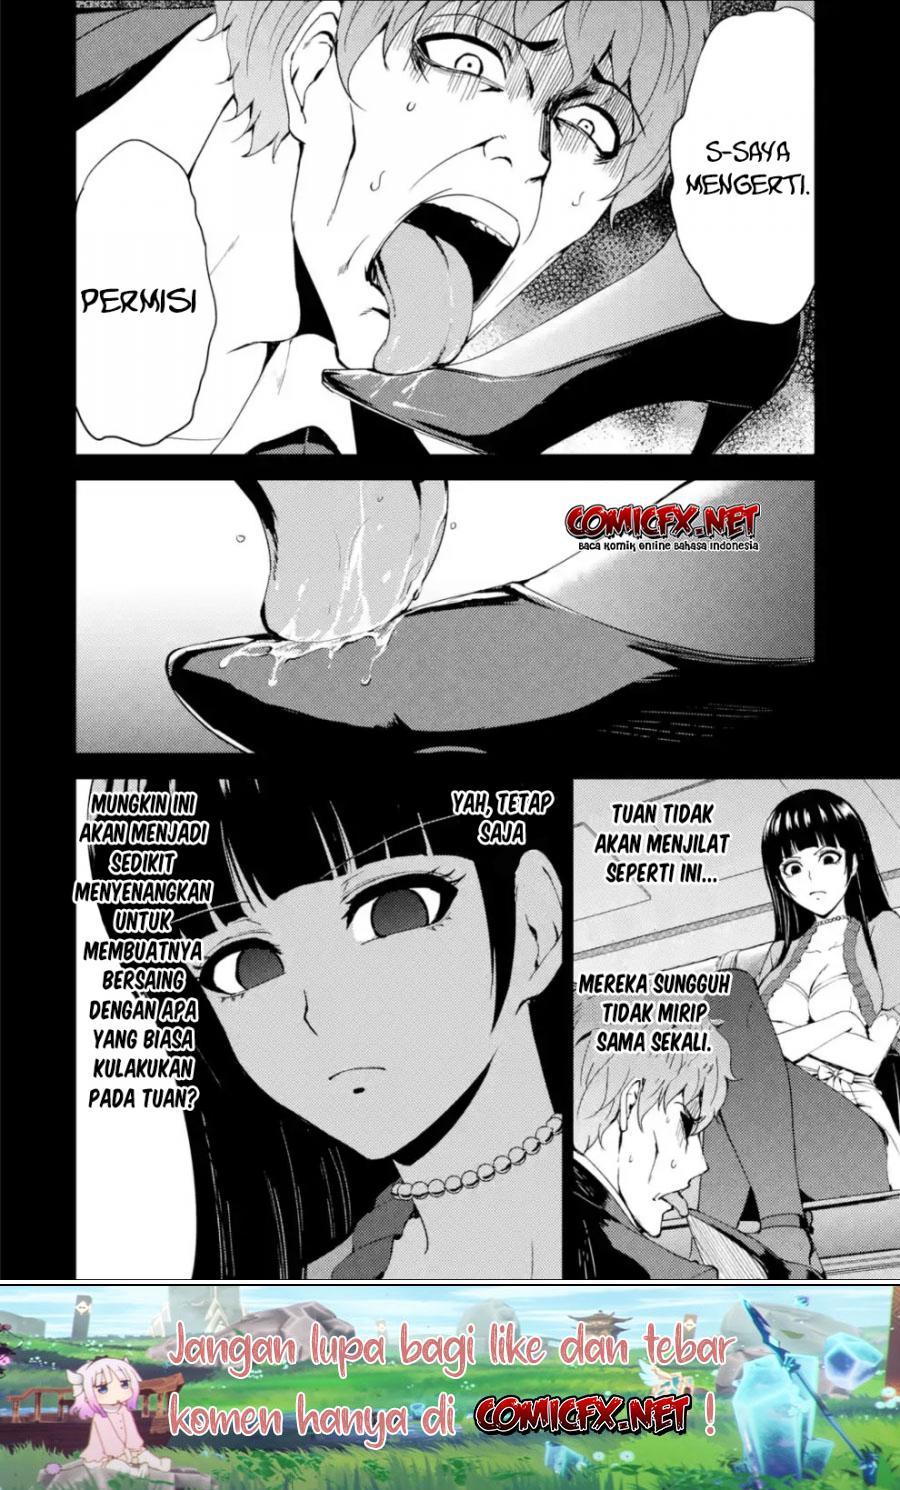 S-SAYA
MENGERTI.
PERMISI
COMICFX.NET
Baca Komik Online Bahasa Indonesia
TUAN TIDAK
AKAN MENJILAT
SEPERTI INI...
MEREKA SUNGGUH
TIDAK MIRIP
SAMA SEKALI.
YAH, TETAP
SAJA
MUNGKIN INI
AKAN MENJADI
SEDIKIT
MENYENANGKAN
UNTUK
MEMBUATNYA
BERSAING
DENGAN APA
YANG BIASA
KULAKUKAN
PADA TUAN?
Jangan lupa bagi like dan tebar
komen hanya di COMICFX.NET !